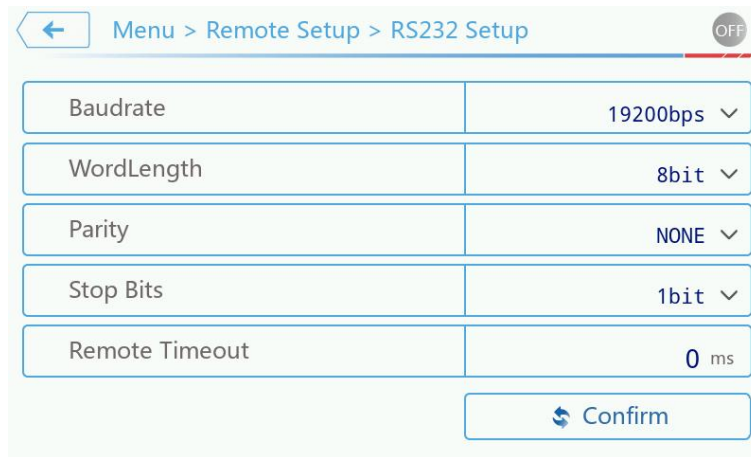 Menu > Remote Setup > RS232 Setup OFF
Baudrate 19200bps
WordLength 8bit
Parity NONE
Stop Bits 1bit
Remote Timeout 0 ms
Confirm